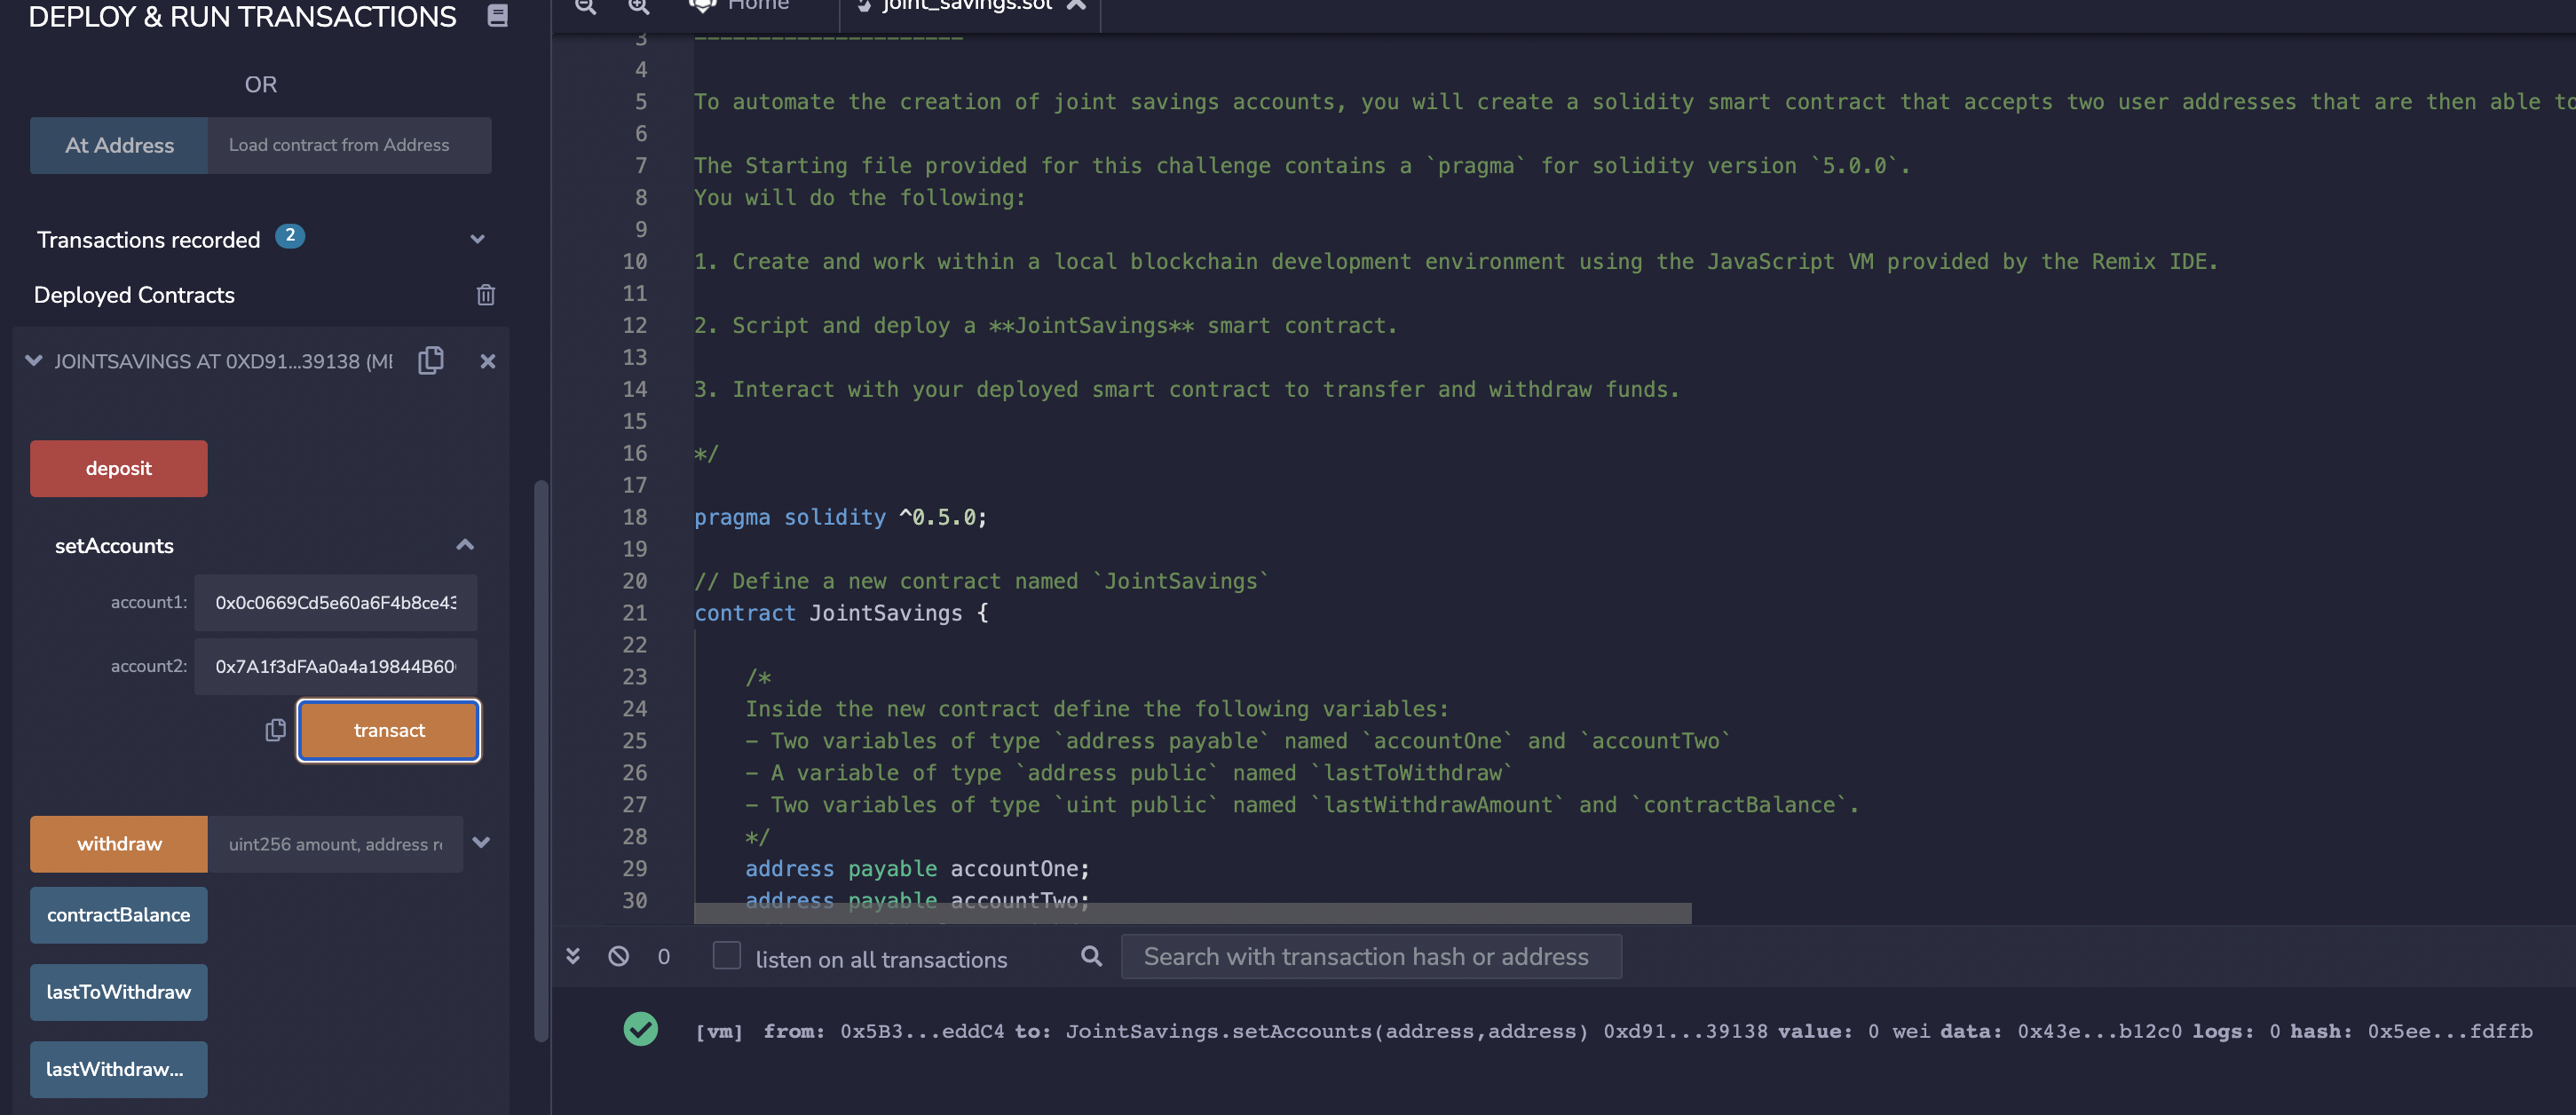 DEPLOY & RUN TRANSACTIONS
OR
At Address
Load contract from Address
Transactions recorded 2
Deployed Contracts
JOINTSAVINGS AT 0XD91...39138 (ME
deposit
setAccounts
account1: 0x0c0669Cd5e60a6F4b8ce43
account2: 0x7A1f3dFAa0a4a19844B60
transact
withdraw
uint256 amount, address re
contractBalance
lastToWithdraw
lastWithdraw...
Home
joint_savings.sol
3 ---------------------
4
5 To automate the creation of joint savings accounts, you will create a solidity smart contract that accepts two user addresses that are then able to
6
7 The Starting file provided for this challenge contains a `pragma` for solidity version `5.0.0`.
8 You will do the following:
9
10 1. Create and work within a local blockchain development environment using the JavaScript VM provided by the Remix IDE.
11
12 2. Script and deploy a **JointSavings** smart contract.
13
14 3. Interact with your deployed smart contract to transfer and withdraw funds.
15
16 */
17
18 pragma solidity ^0.5.0;
19
20 // Define a new contract named `JointSavings`
21 contract JointSavings {
22
23 /*
24 Inside the new contract define the following variables:
25 - Two variables of type `address payable` named `accountOne` and `accountTwo`
26 - A variable of type `address public` named `lastToWithdraw`
27 - Two variables of type `uint public` named `lastWithdrawAmount` and `contractBalance`.
28 */
29 address payable accountOne;
30 address payable accountTwo;
0
listen on all transactions
Search with transaction hash or address
[vm] from: 0x5B3...eddC4 to: JointSavings.setAccounts(address,address) 0xd91...39138 value: 0 wei data: 0x43e...b12c0 logs: 0 hash: 0x5ee...fdffb